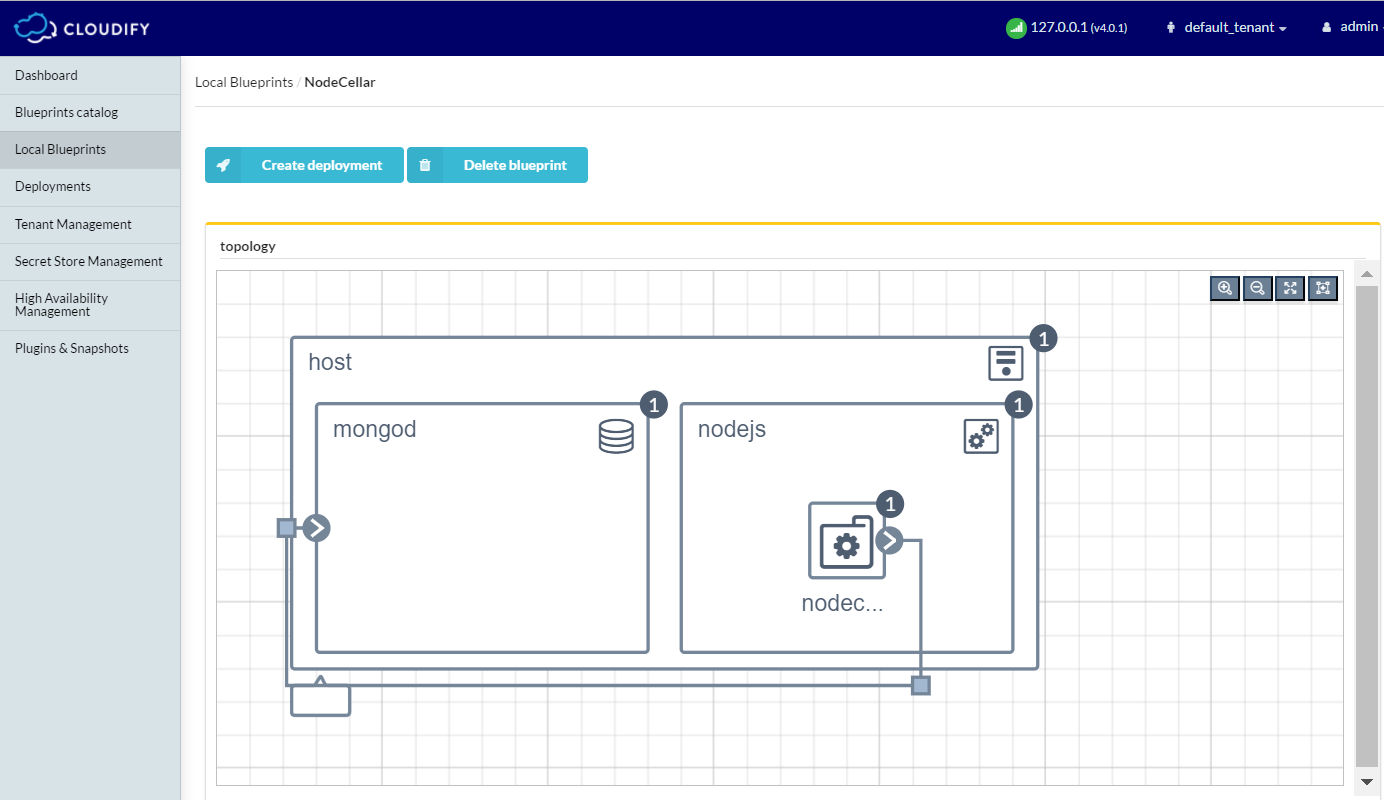 CLOUDIFY
127.0.0.1 (v4.0.1)
default_tenant
admin
Dashboard
Blueprints catalog
Local Blueprints
Deployments
Tenant Management
Secret Store Management
High Availability
Management
Plugins & Snapshots
Local Blueprints / NodeCellar
Create deployment
Delete blueprint
topology
host
1
mongod
1
nodejs
1
1
nodec...